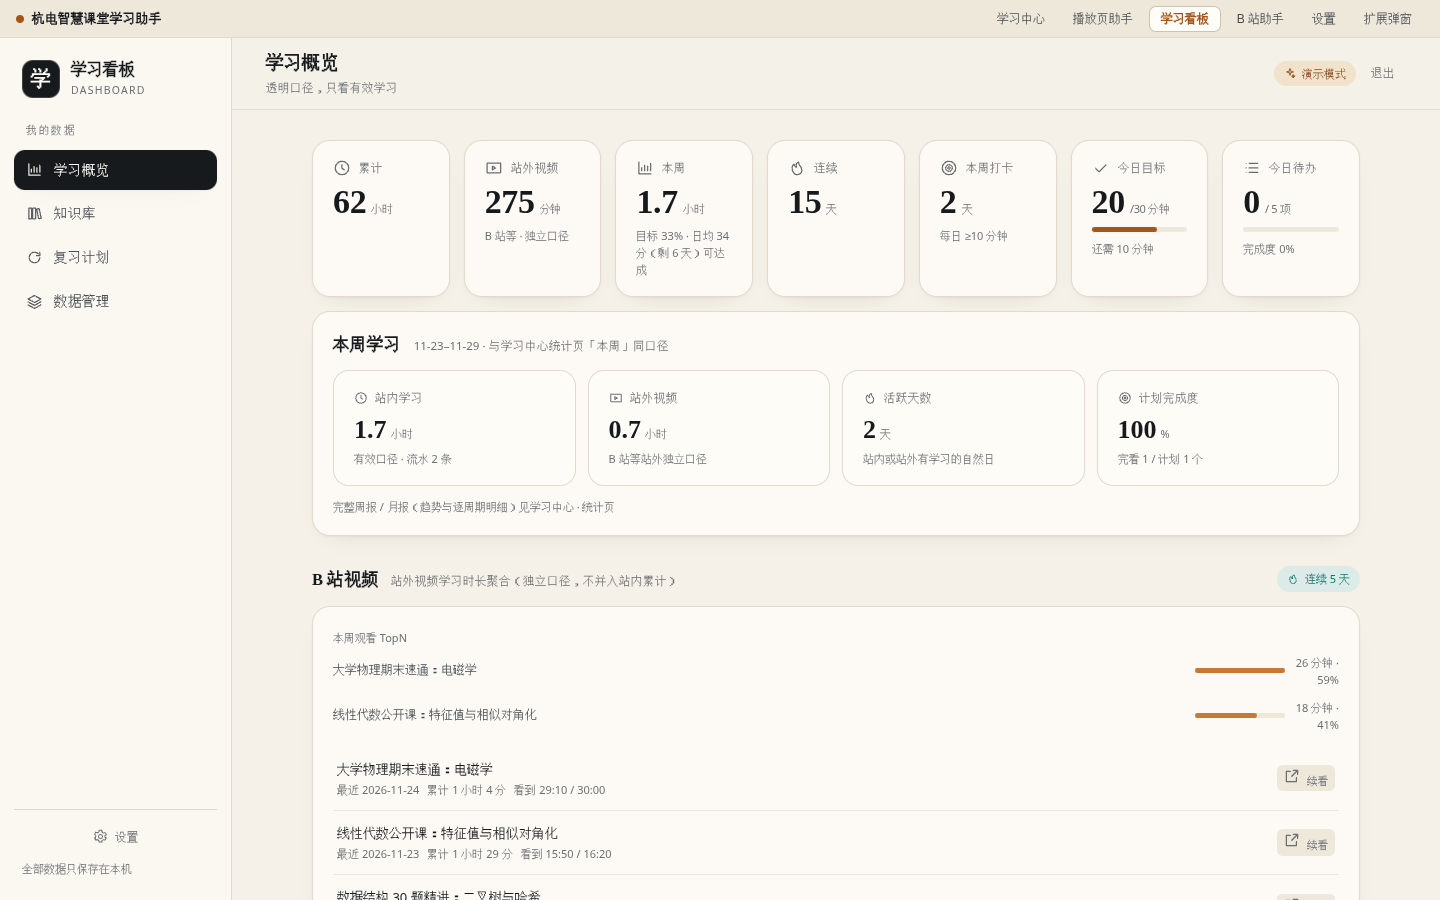 杭电智慧课堂学习助手
学习中心
播放页助手
学习看板
B 站助手
设置
扩展弹窗
学
学习看板
DASHBOARD
我的数据
学习概览
知识库
复习计划
数据管理
设置
全部数据只保存在本机
学习概览
透明口径，只看有效学习
演示模式
退出
累计
62 小时
站外视频
275 分钟
B 站等 · 独立口径
本周
1.7 小时
目标 33% · 日均 34
分（剩 6 天）可达
成
连续
15 天
本周打卡
2 天
每日 ≥10 分钟
今日目标
20 /30 分钟
还需 10 分钟
今日待办
0 / 5 项
完成度 0%
本周学习 11-23–11-29 · 与学习中心统计页「本周」同口径
站内学习
1.7 小时
有效口径 · 流水 2 条
站外视频
0.7 小时
B 站等站外独立口径
活跃天数
2 天
站内或站外有学习的自然日
计划完成度
100 %
完看 1 / 计划 1 个
完整周报 / 月报（趋势与逐周期明细）见学习中心 · 统计页
B 站视频 站外视频学习时长聚合（独立口径，不并入站内累计）
连续 5 天
本周观看 TopN
大学物理期末速通：电磁学
26 分钟 ·
59%
线性代数公开课：特征值与相似对角化
18 分钟 ·
41%
大学物理期末速通：电磁学
最近 2026-11-24 累计 1 小时 4 分 看到 29:10 / 30:00
续看
线性代数公开课：特征值与相似对角化
最近 2026-11-23 累计 1 小时 29 分 看到 15:50 / 16:20
续看
数据结构 30 题精讲：二叉树与哈希